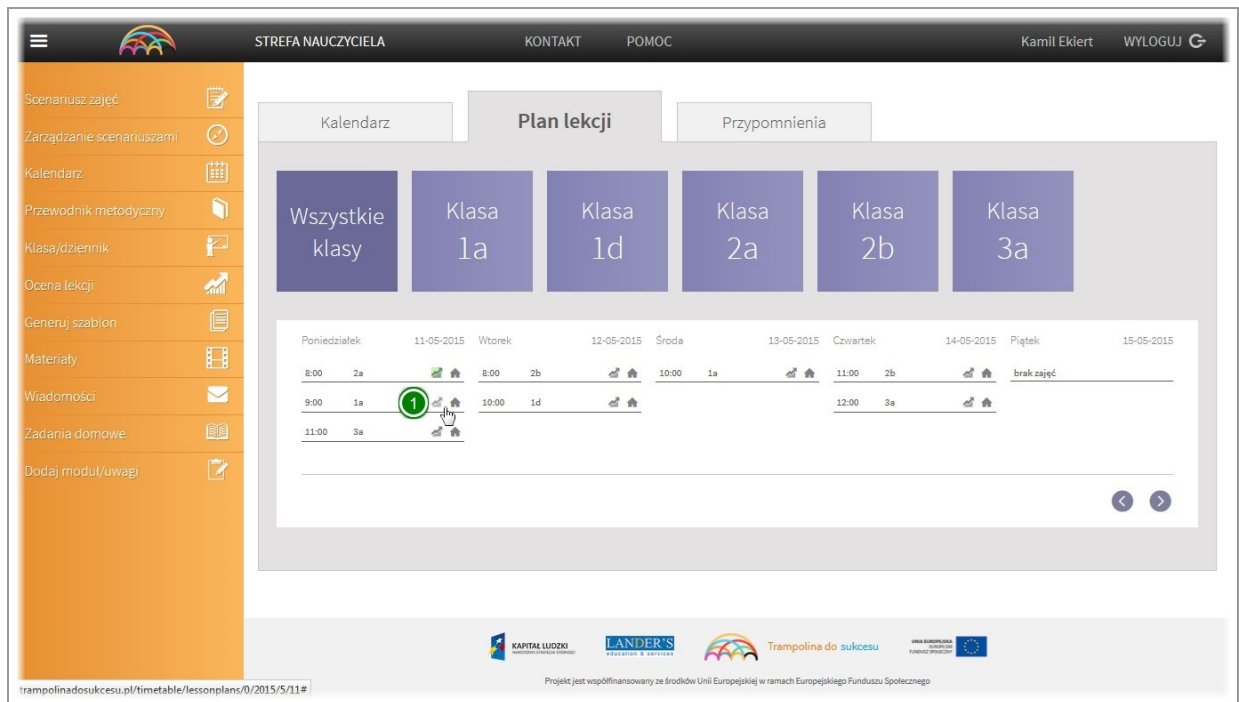 STREFA NAUCZYCIELA KONTAKT POMOC Kamil Ekiert WYLOGUJ
Scenariusz zajęć
Zarządzanie scenariuszami
Kalendarz
Przewodnik metodyczny
Klasa/dziennik
Ocena lekcji
Generuj szablon
Materiały
Wiadomości
Zadania domowe
Dodaj moduł/uwagi
Kalendarz Plan lekcji Przypomnienia
Wszystkie klasy
Klasa 1a
Klasa 1d
Klasa 2a
Klasa 2b
Klasa 3a
Poniedziałek 11-05-2015 Wtorek 12-05-2015 Środa 13-05-2015 Czwartek 14-05-2015 Piątek 15-05-2015
8:00 2a 8:00 2b 10:00 1a 11:00 2b brak zajęć
9:00 1a 1 10:00 1d 12:00 3a
11:00 3a
KAPITAŁ LUDZKI
NARODOWA STRATEGIA SPÓJNOŚCI
LANDER'S
education & services
Trampolina do sukcesu
UNIA EUROPEJSKA
EUROPEJSKI
FUNDUSZ SPOŁECZNY
Projekt jest współfinansowany ze środków Unii Europejskiej w ramach Europejskiego Funduszu Społecznego
trampolinadosukcesu.pl/timetable/lessonplans/0/2015/5/11#